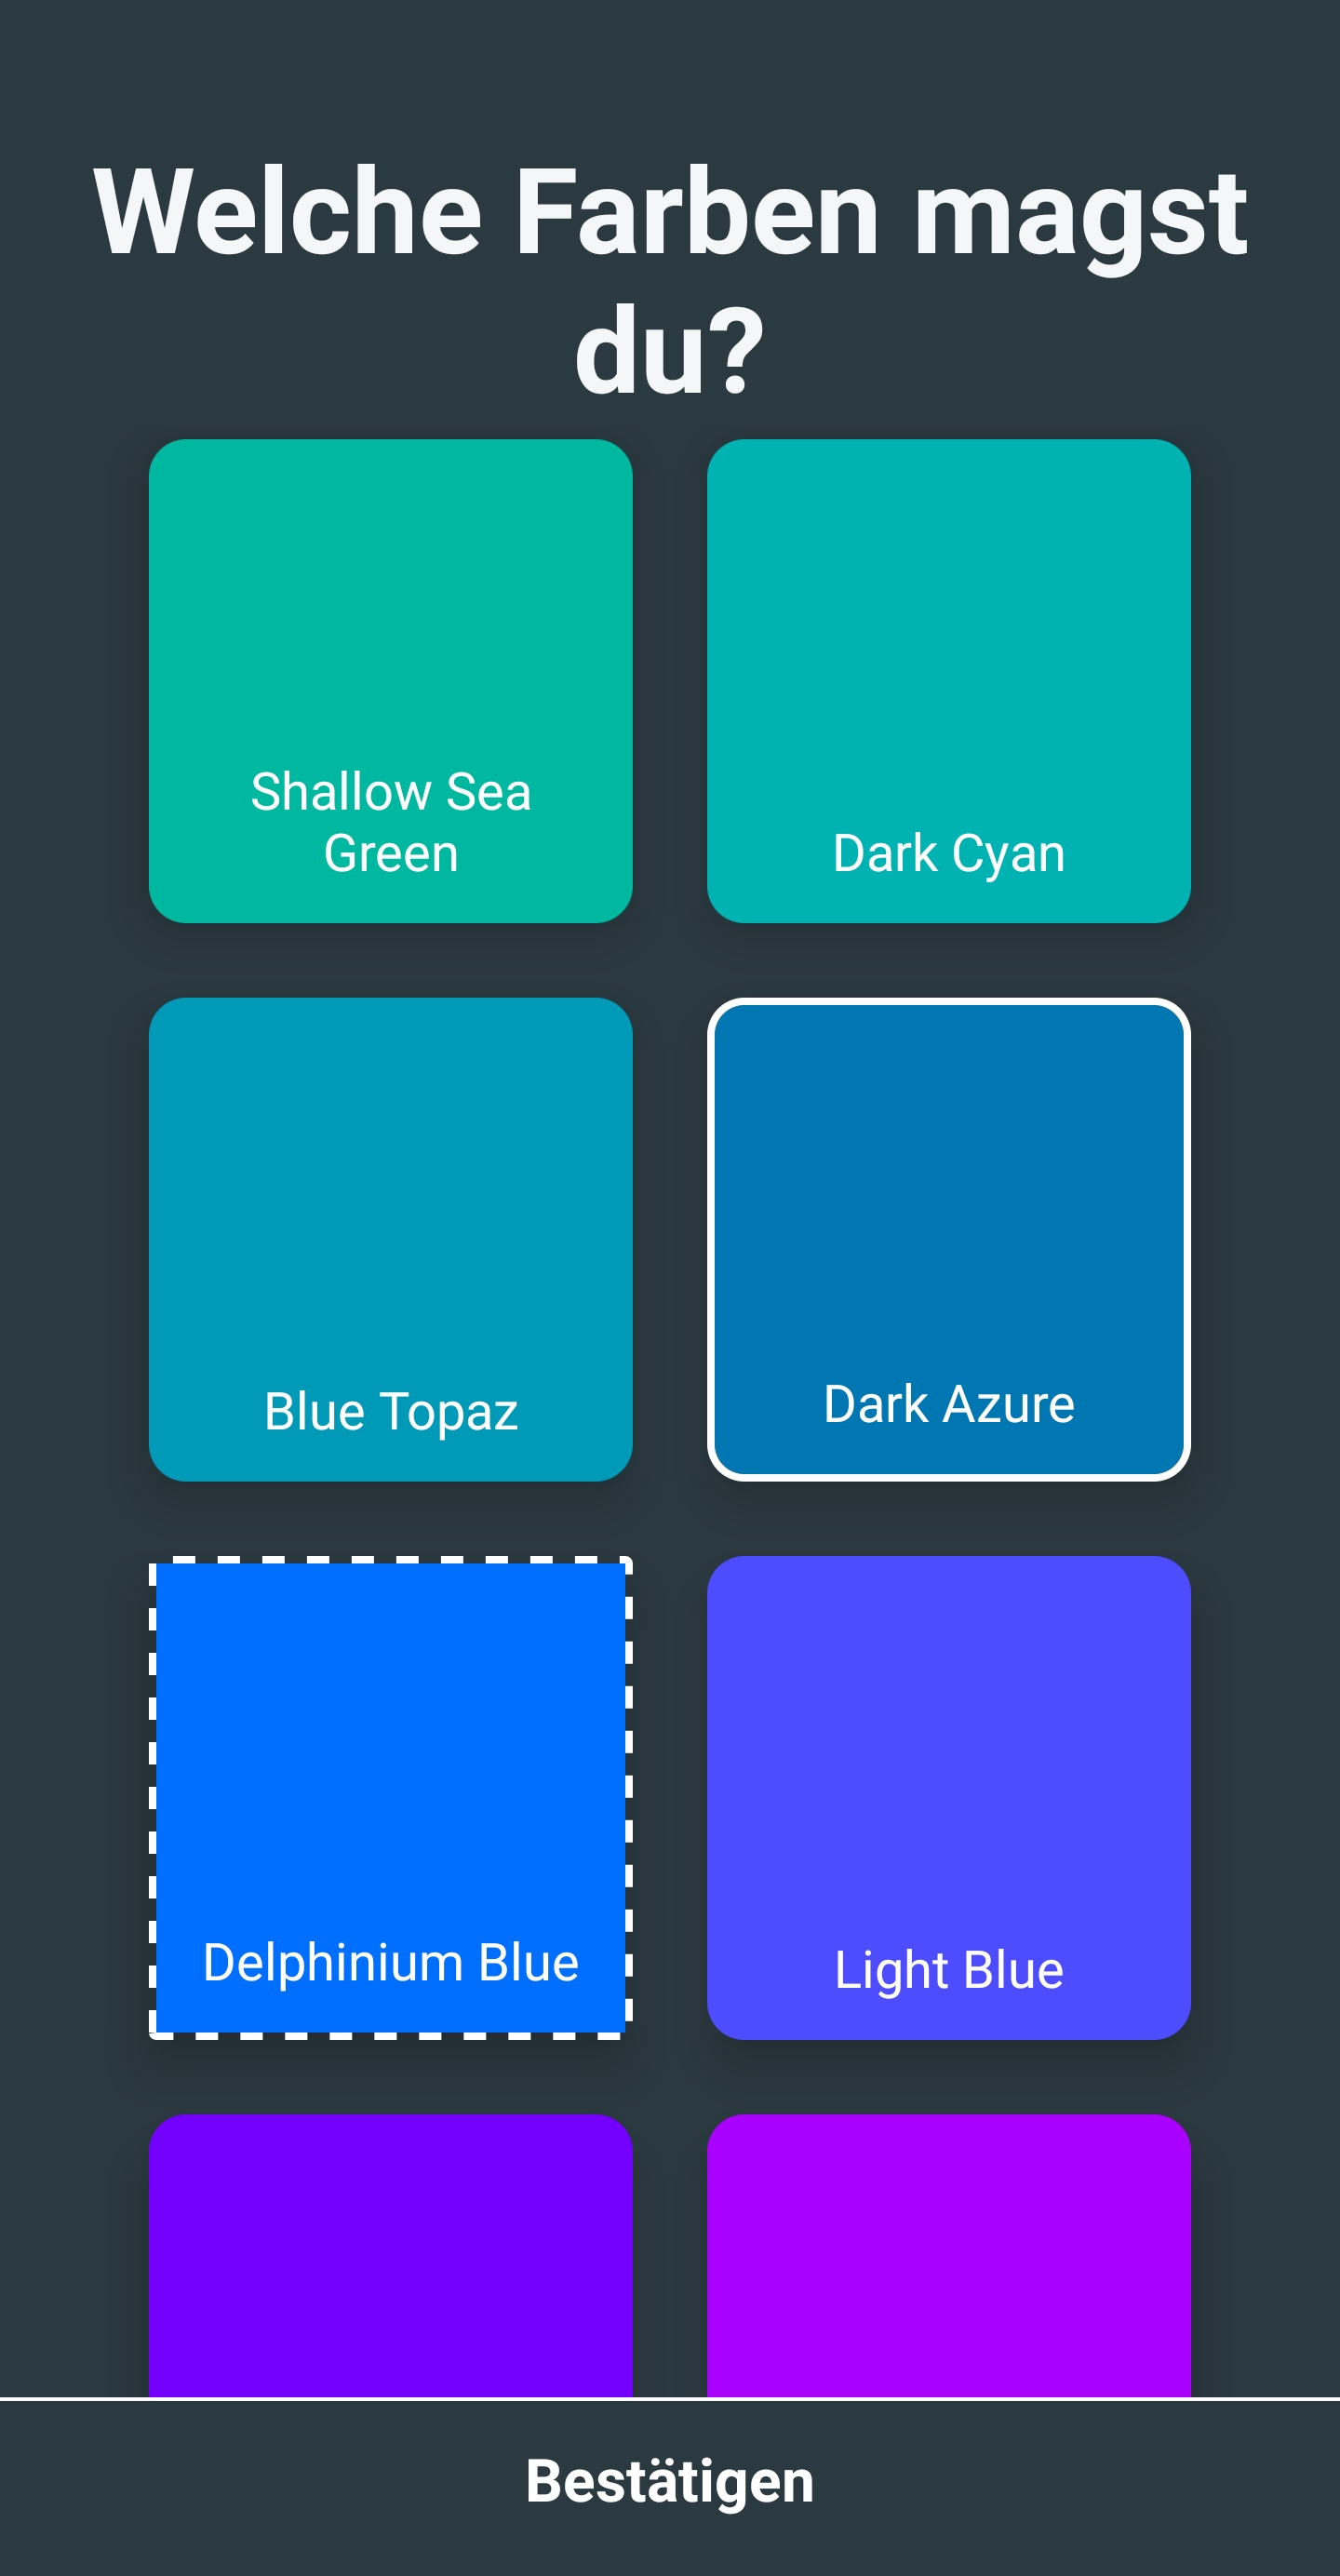 Welche Farben magst
du?
Shallow Sea
Green
Dark Cyan
Blue Topaz
Dark Azure
Delphinium Blue
Light Blue
Bestätigen